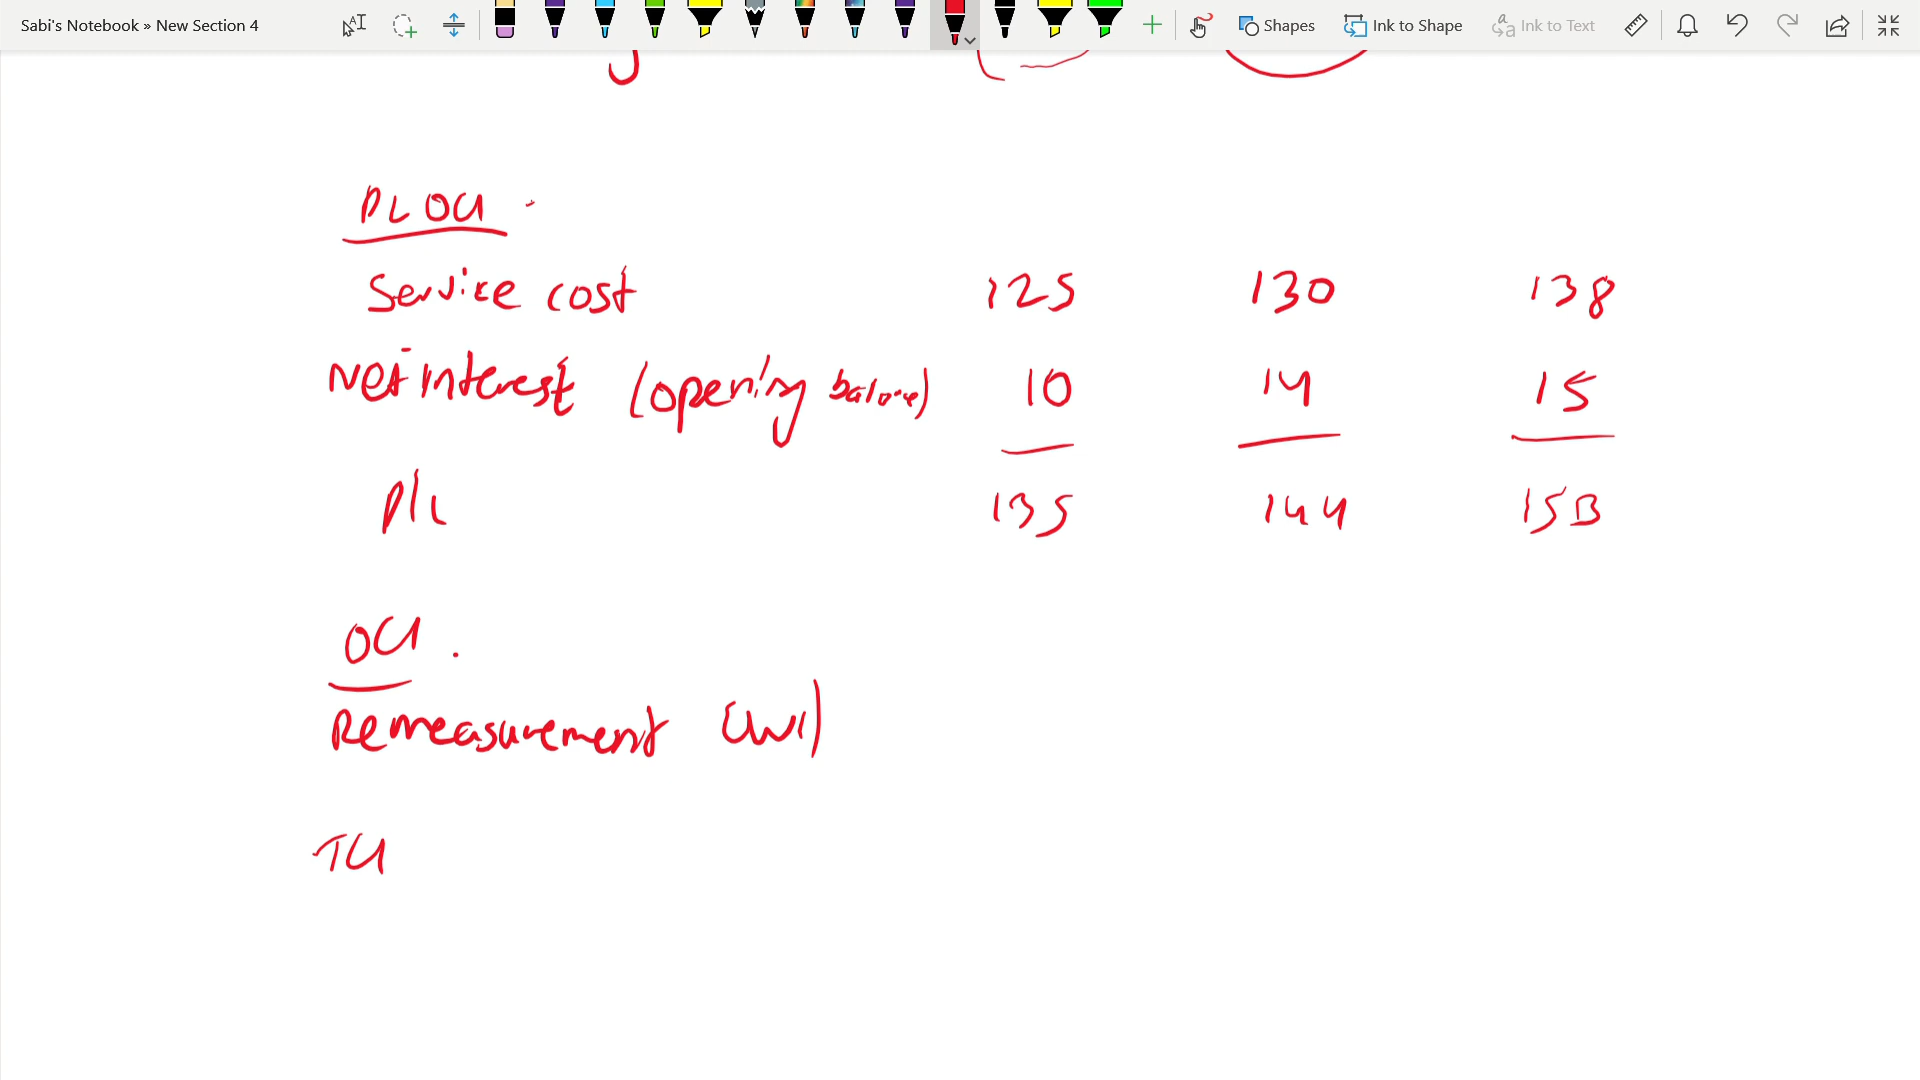 Sabi's Notebook » New Section 4 Shapes Ink to Shape Ink to Text
PLOCI
Service cost 125 130 138
Net interest (opening balance) 10 14 15
P/L 135 144 153
OCI.
Remeasurement (W1)
TCI